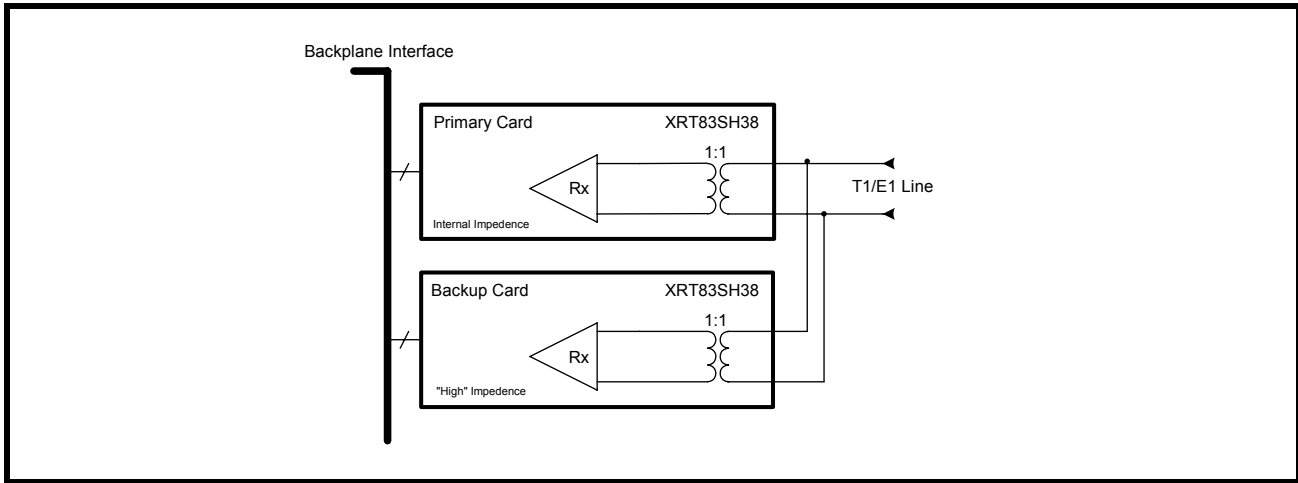 Backplane Interface
Primary Card XRT83SH38
1:1
Rx
T1/E1 Line
Internal Impedence
Backup Card XRT83SH38
1:1
Rx
"High" Impedence